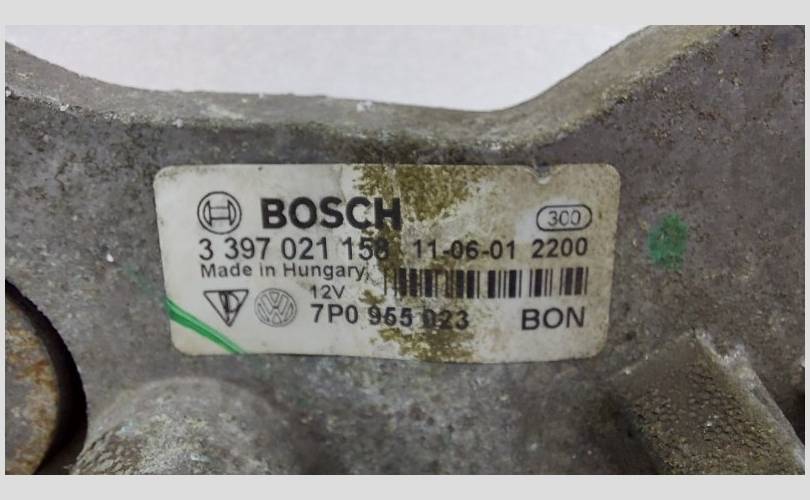 BOSCH
300
3 397 021 158 11-06-01 2200
Made in Hungary
12V
7P0 955 023 BON